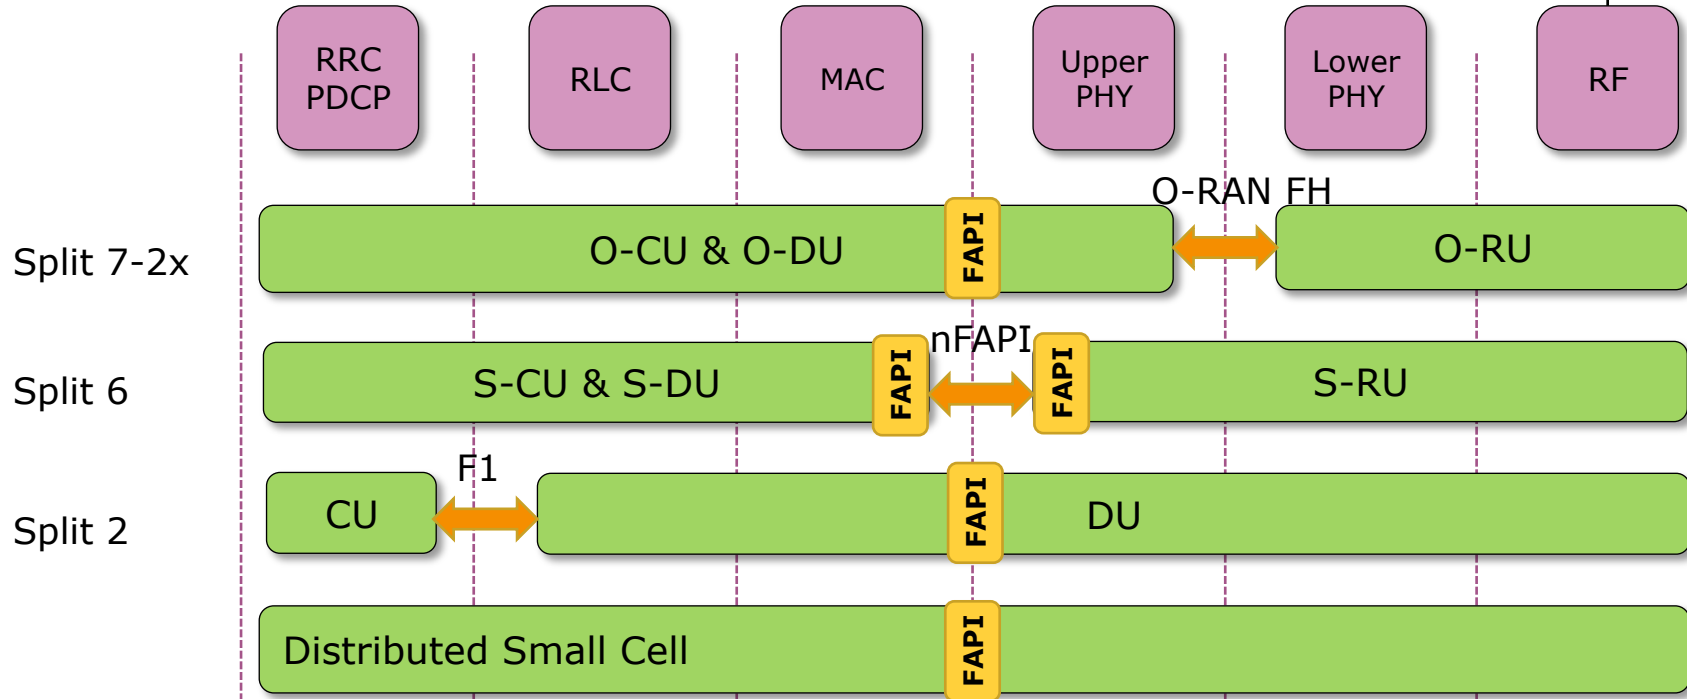 RRC
PDCP
RLC
MAC
Upper
PHY
Lower
PHY
RF
O-RAN FH
Split 7-2x
O-CU & O-DU
FAPI
O-RU
nFAPI
Split 6
S-CU & S-DU
FAPI
FAPI
S-RU
F1
Split 2
CU
FAPI
DU
Distributed Small Cell
FAPI